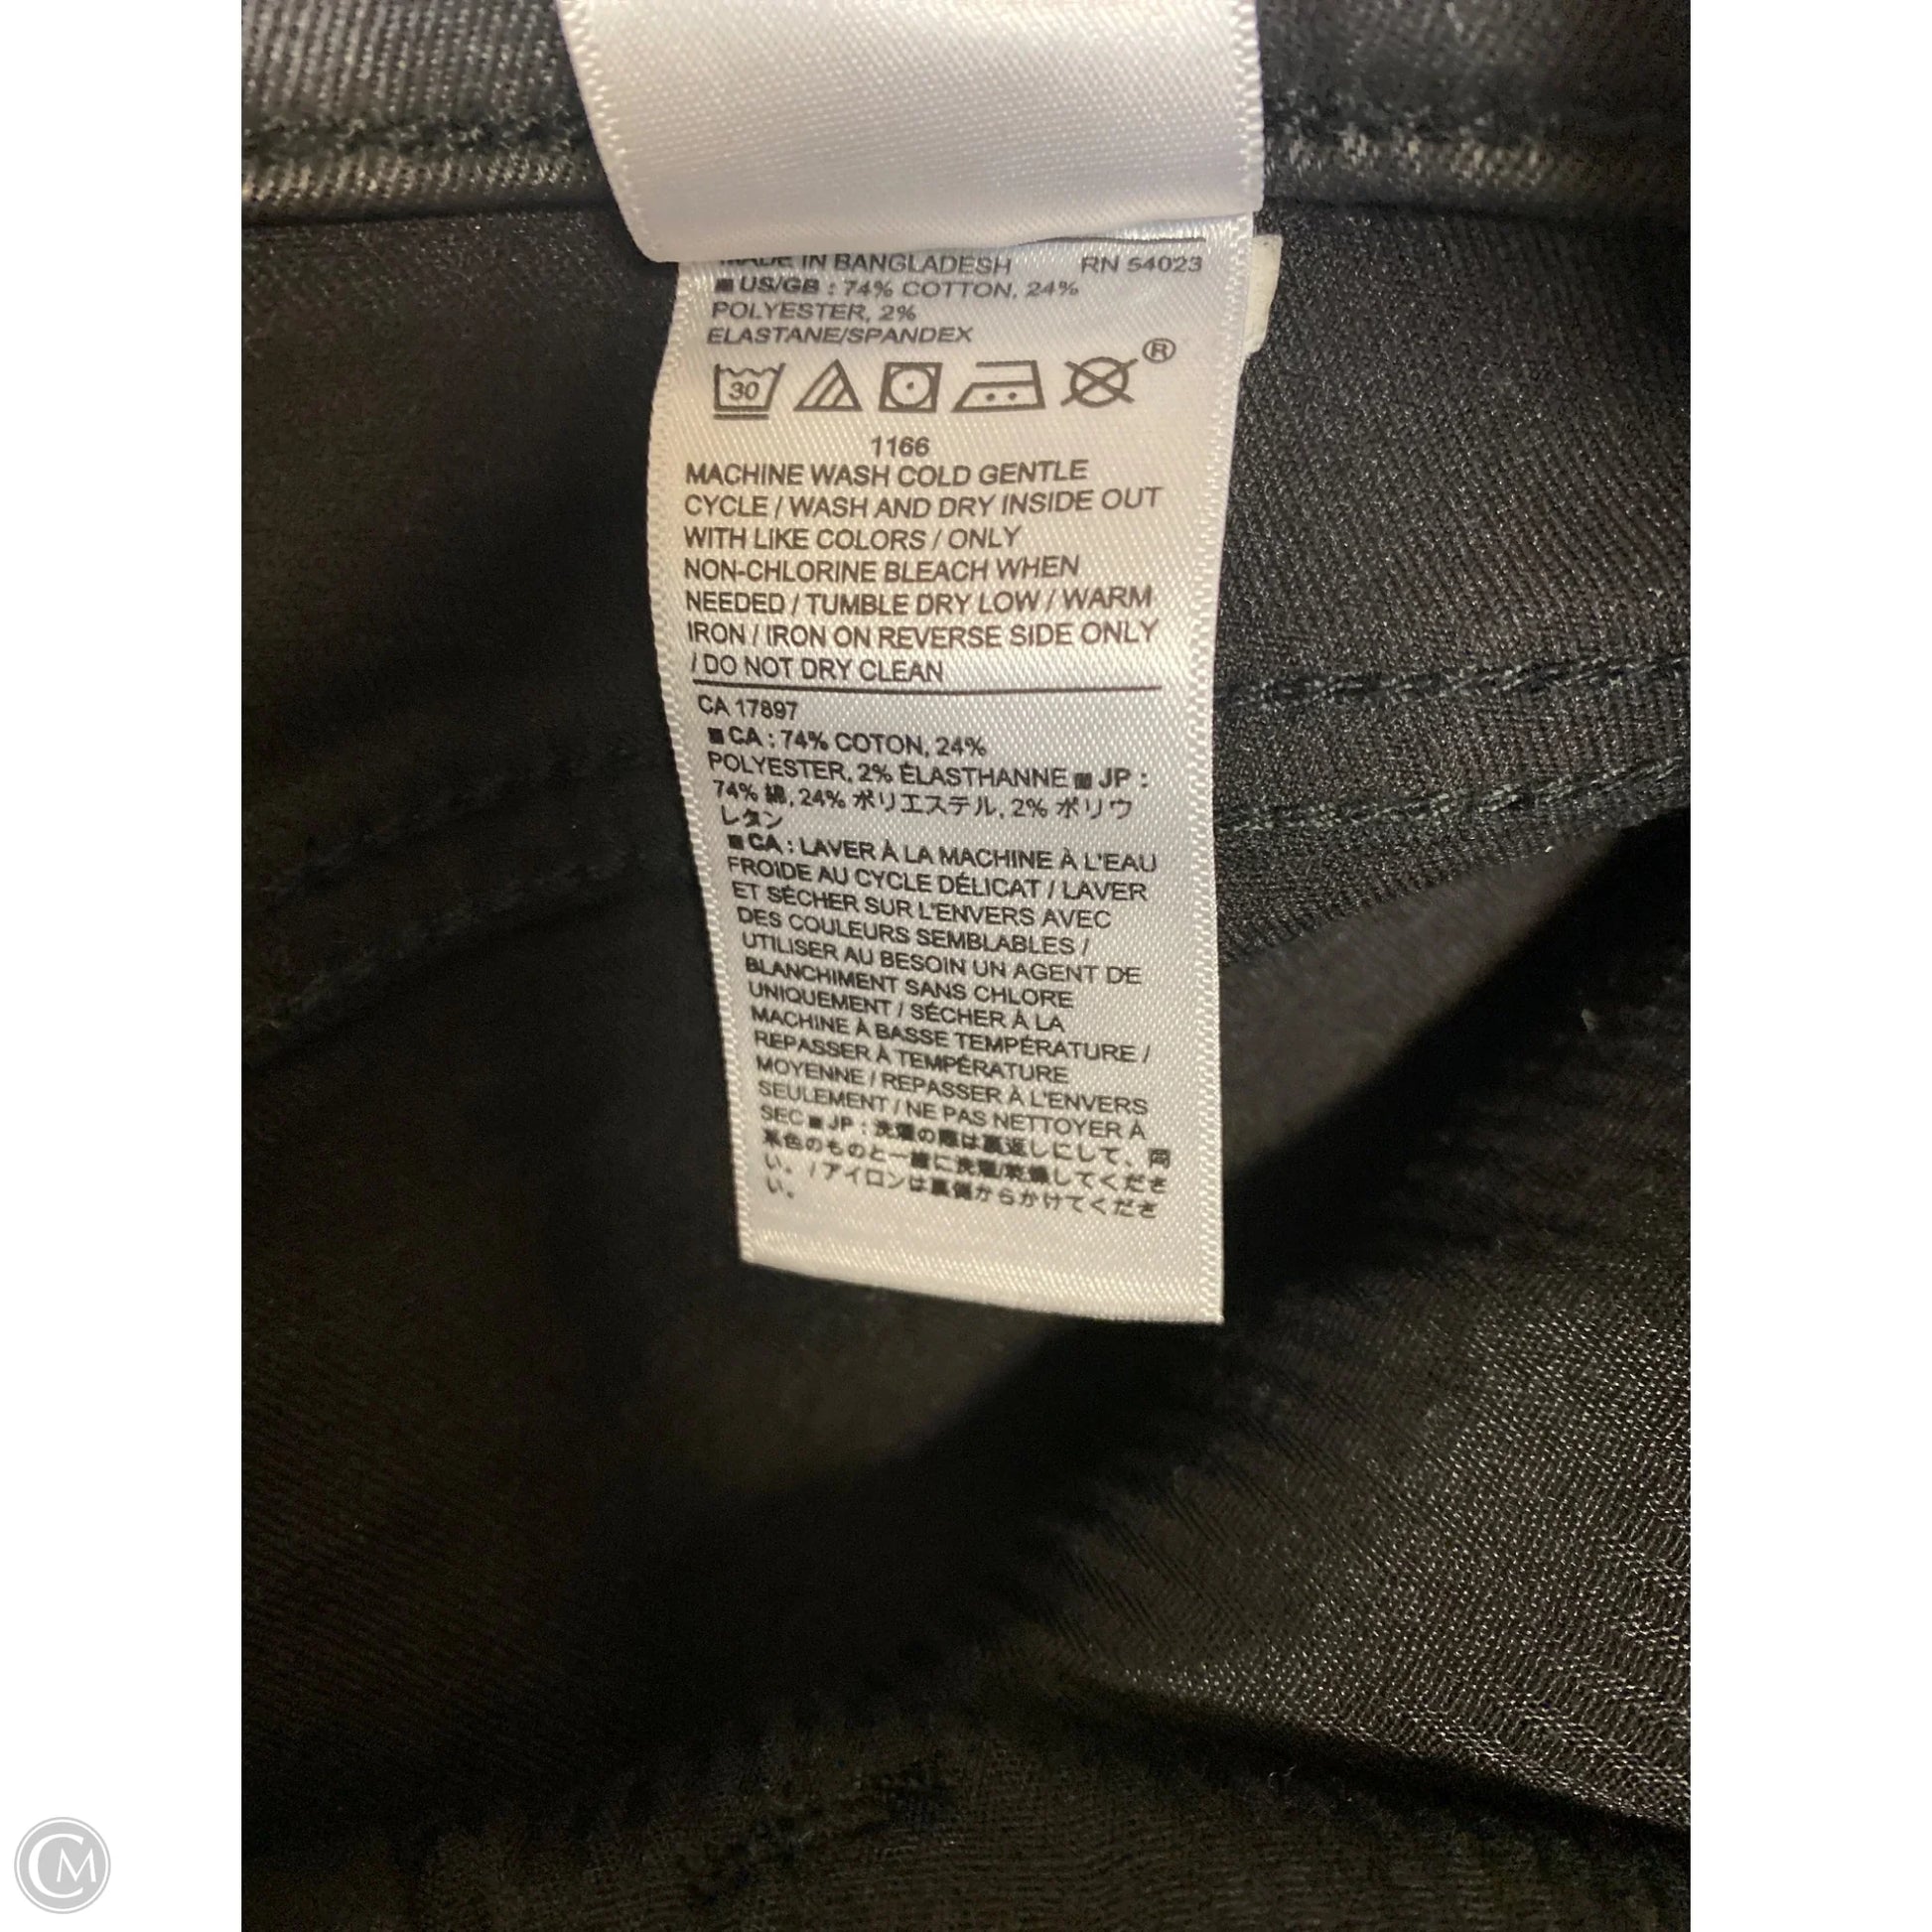 MADE IN BANGLADESH RN 54023
■ US/GB : 74% COTTON, 24%
POLYESTER, 2%
ELASTANE/SPANDEX
30 ®
1166
MACHINE WASH COLD GENTLE
CYCLE / WASH AND DRY INSIDE OUT
WITH LIKE COLORS / ONLY
NON-CHLORINE BLEACH WHEN
NEEDED / TUMBLE DRY LOW / WARM
IRON / IRON ON REVERSE SIDE ONLY
/ DO NOT DRY CLEAN
CA 17897
■ CA : 74% COTON, 24%
POLYESTER, 2% ÉLASTHANNE ■ JP :
74% 綿, 24% ポリエステル, 2% ポリウ
レタン
■ CA : LAVER À LA MACHINE À L'EAU
FROIDE AU CYCLE DÉLICAT / LAVER
ET SÉCHER SUR L'ENVERS AVEC
DES COULEURS SEMBLABLES /
UTILISER AU BESOIN UN AGENT DE
BLANCHIMENT SANS CHLORE
UNIQUEMENT / SÉCHER À LA
MACHINE À BASSE TEMPÉRATURE /
REPASSER À TEMPÉRATURE
MOYENNE / REPASSER À L'ENVERS
SEULEMENT / NE PAS NETTOYER À
SEC ■ JP : 洗濯の際は裏返しにして、同
系色のものと一緒に洗濯/乾燥してくださ
い。 / アイロンは裏側からかけてくださ
い。
CM